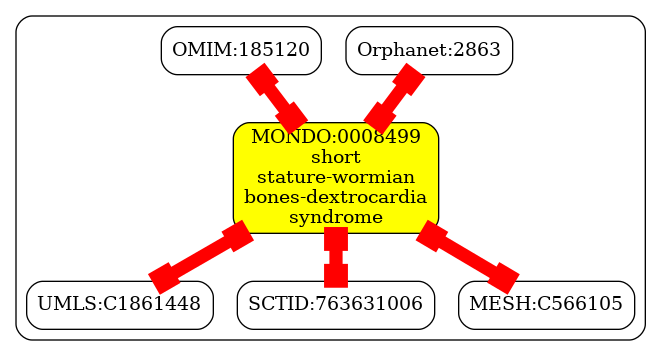 OMIM:185120
Orphanet:2863
MONDO:0008499
short
stature-wormian
bones-dextrocardia
syndrome
UMLS:C1861448
SCTID:763631006
MESH:C566105